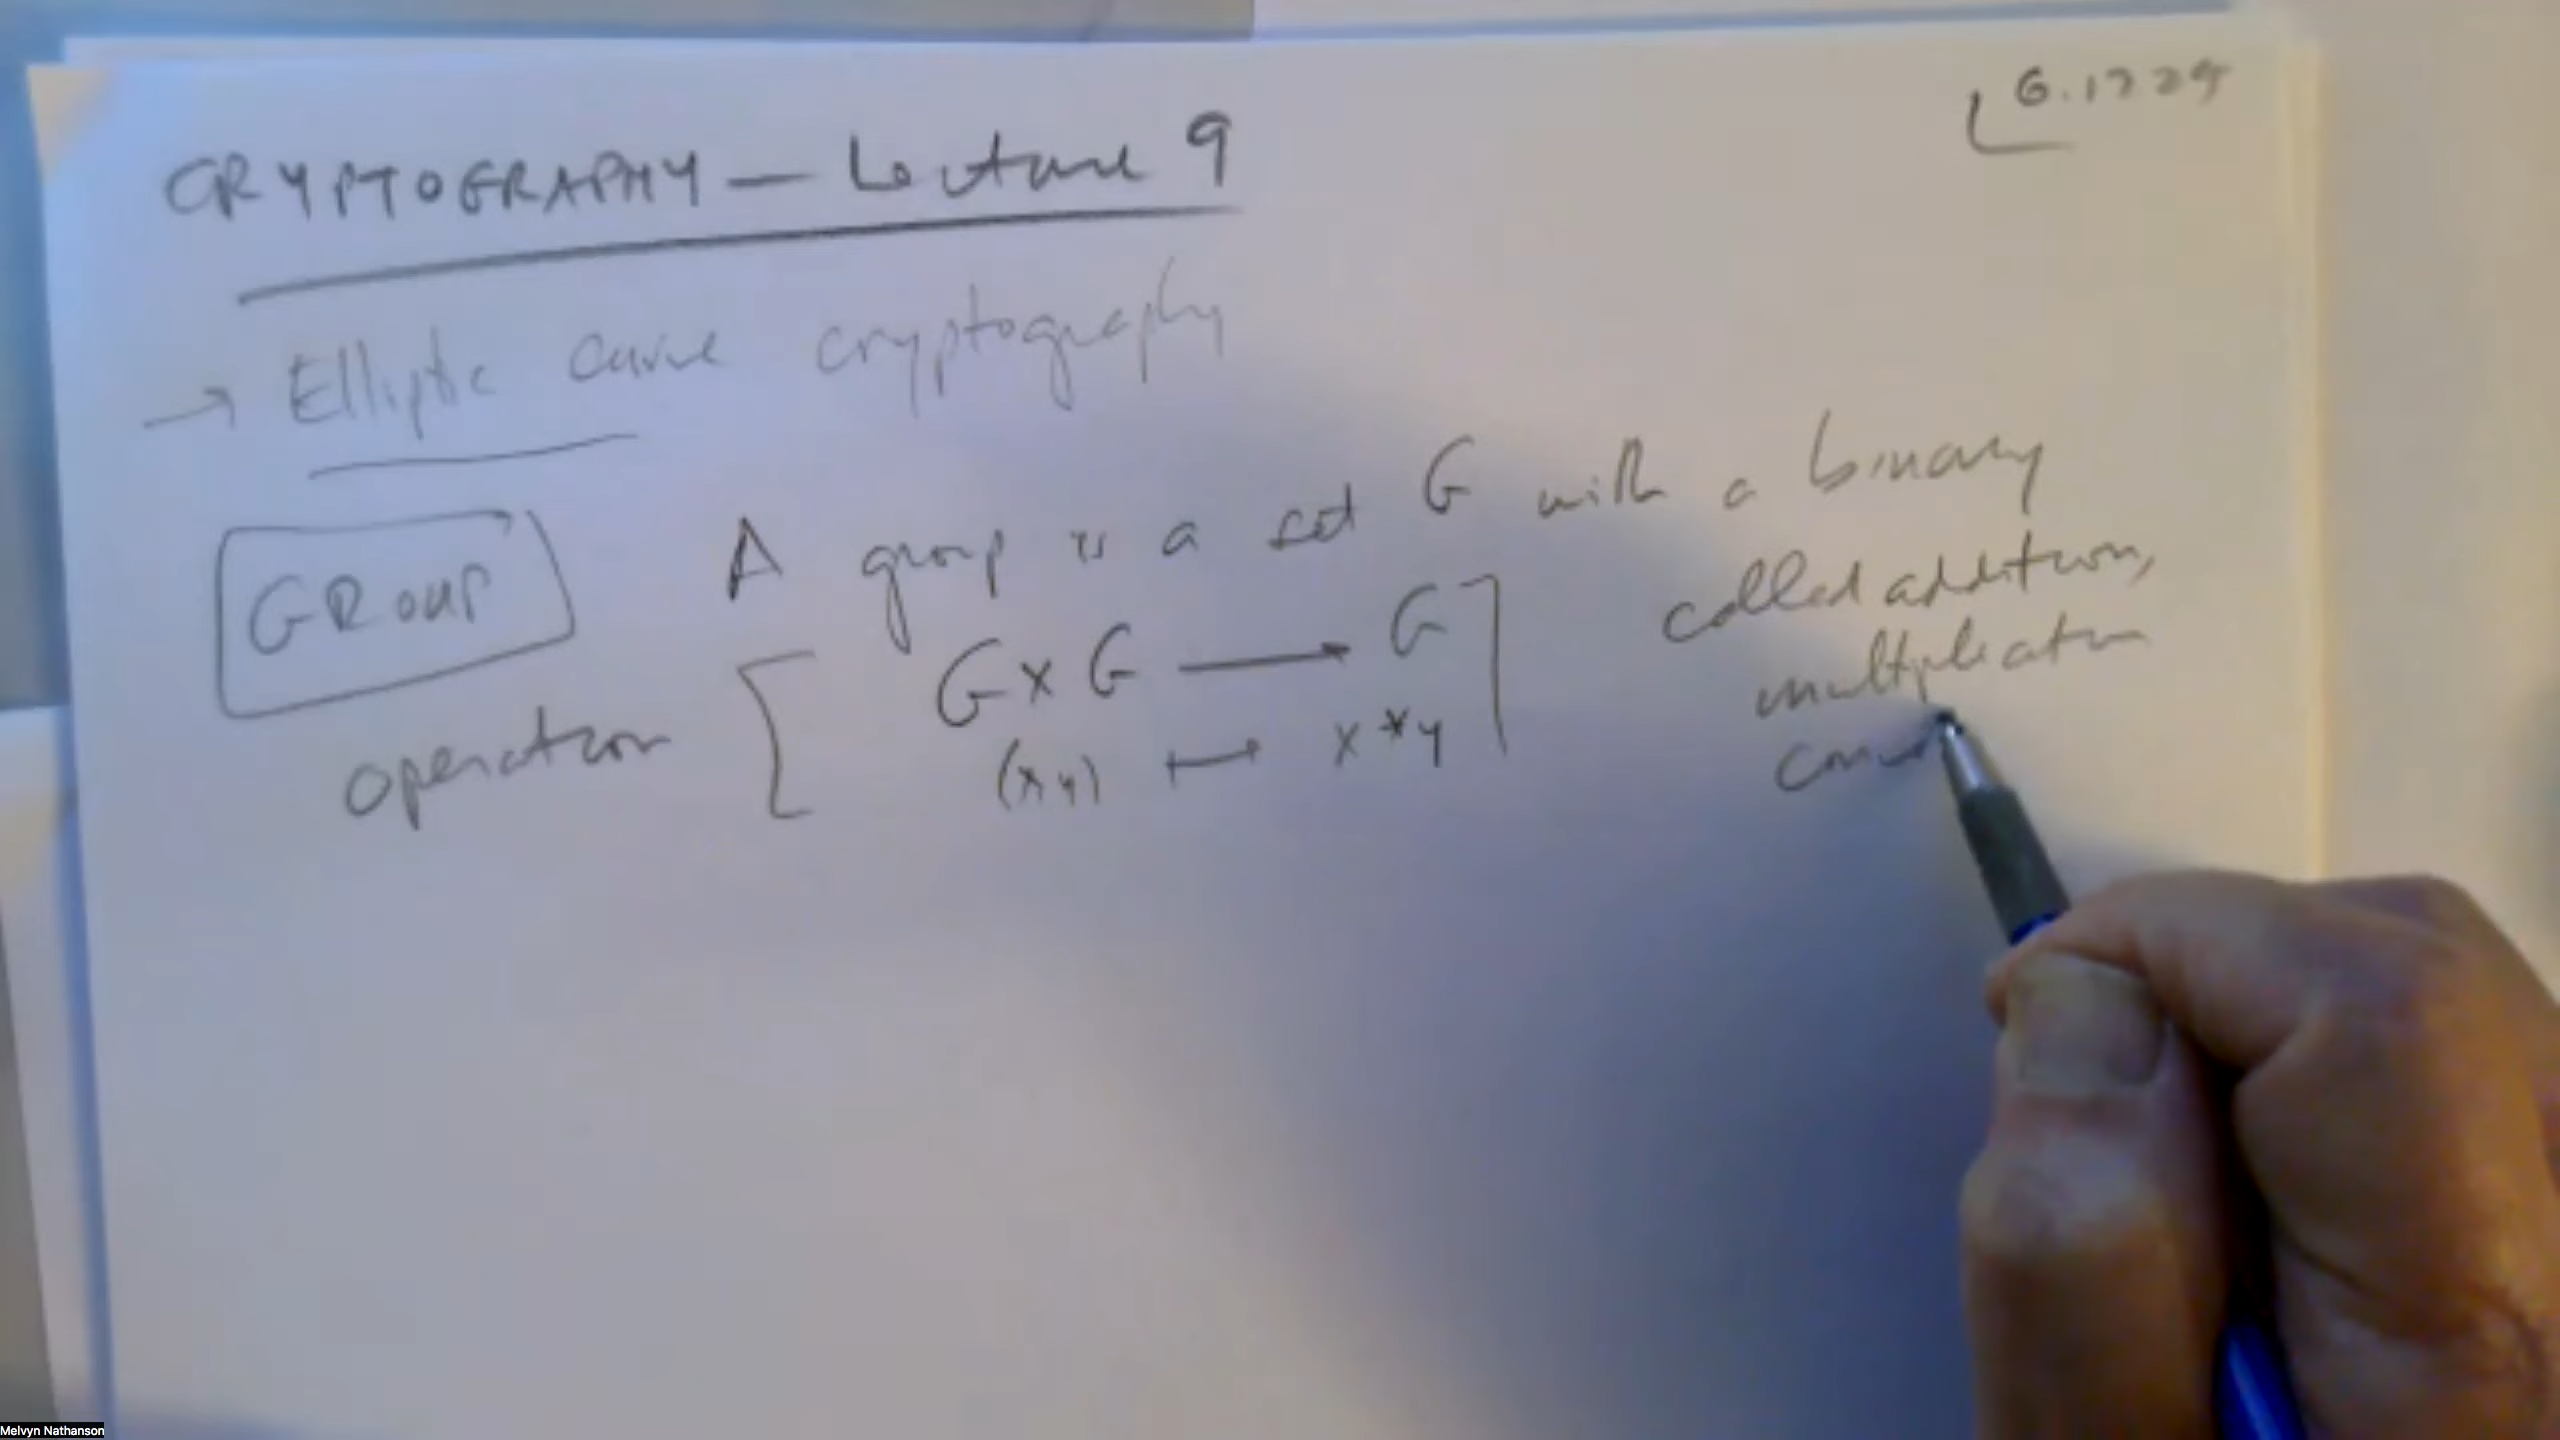 6.17.25
CRYPTOGRAPHY — Lecture 9
→ Elliptic curve cryptography
GROUP
A group is a set G with a binary
operation [ G x G ⟶ G ]
(x,y) ⟼ x * y
called addition,
multiplication
Melvyn Nathanson